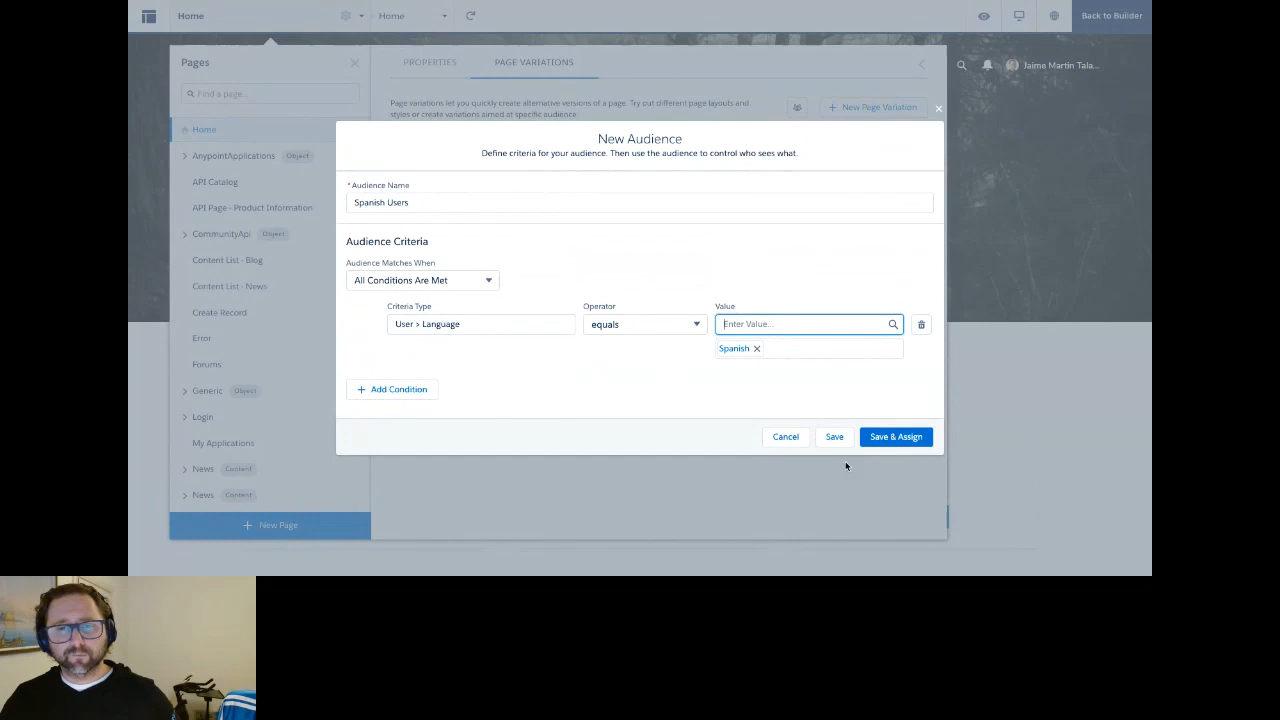 Home
Home
Back to Builder
Jaime Martin Tala...
Pages
Find a page...
Home
AnypointApplications Object
API Catalog
API Page - Product Information
CommunityApi Object
Content List - Blog
Content List - News
Create Record
Error
Forums
Generic Object
Login
My Applications
News Content
News Content
New Page
PROPERTIES
PAGE VARIATIONS
Page variations let you quickly create alternative versions of a page. Try out different page layouts and
styles or create variations aimed at specific audience
New Page Variation
New Audience
Define criteria for your audience. Then use the audience to control who sees what.
* Audience Name
Spanish Users
Audience Criteria
Audience Matches When
All Conditions Are Met
Criteria Type
Operator
Value
User > Language
equals
Enter Value...
Spanish
Add Condition
Cancel
Save
Save & Assign